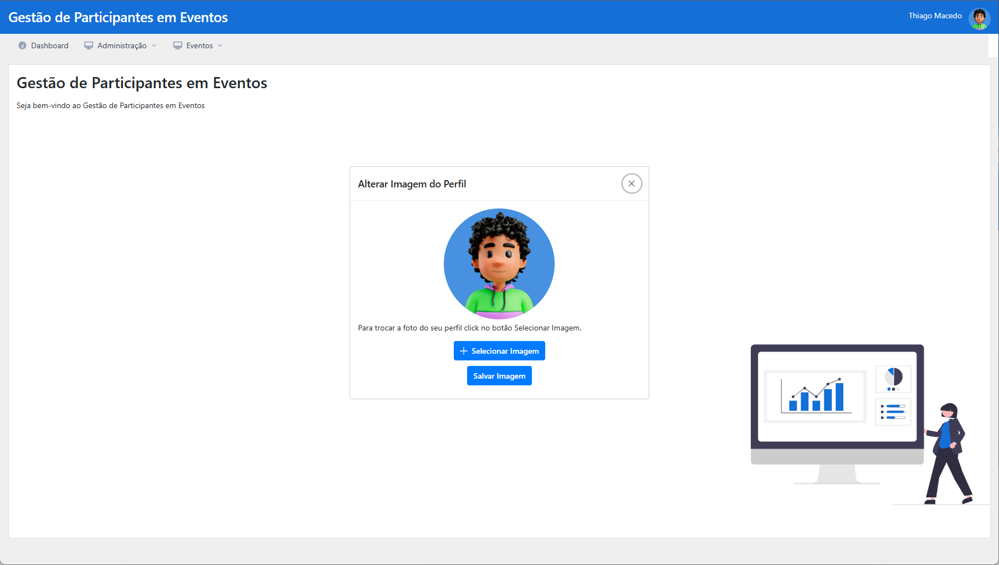 Gestão de Participantes em Eventos
Thiago Macedo
Dashboard
Administração
Eventos
Gestão de Participantes em Eventos
Seja bem-vindo ao Gestão de Participantes em Eventos
Alterar Imagem do Perfil
Para trocar a foto do seu perfil click no botão Selecionar Imagem.
Selecionar Imagem
Salvar Imagem